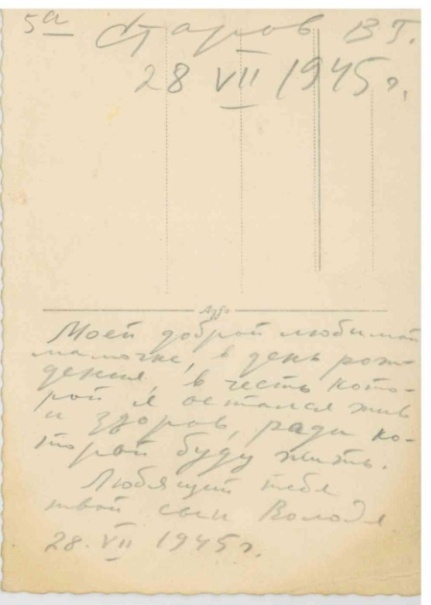 5а Старов ВГ.
28 VII 1945 г.
Моей доброй любимой
мамочке, в день рож-
дения, в честь кото-
рой я остался жив
и здоров, ради ко-
торой буду жить.
Любящий тебя
твой сын Володя
28. VII 1945 г.